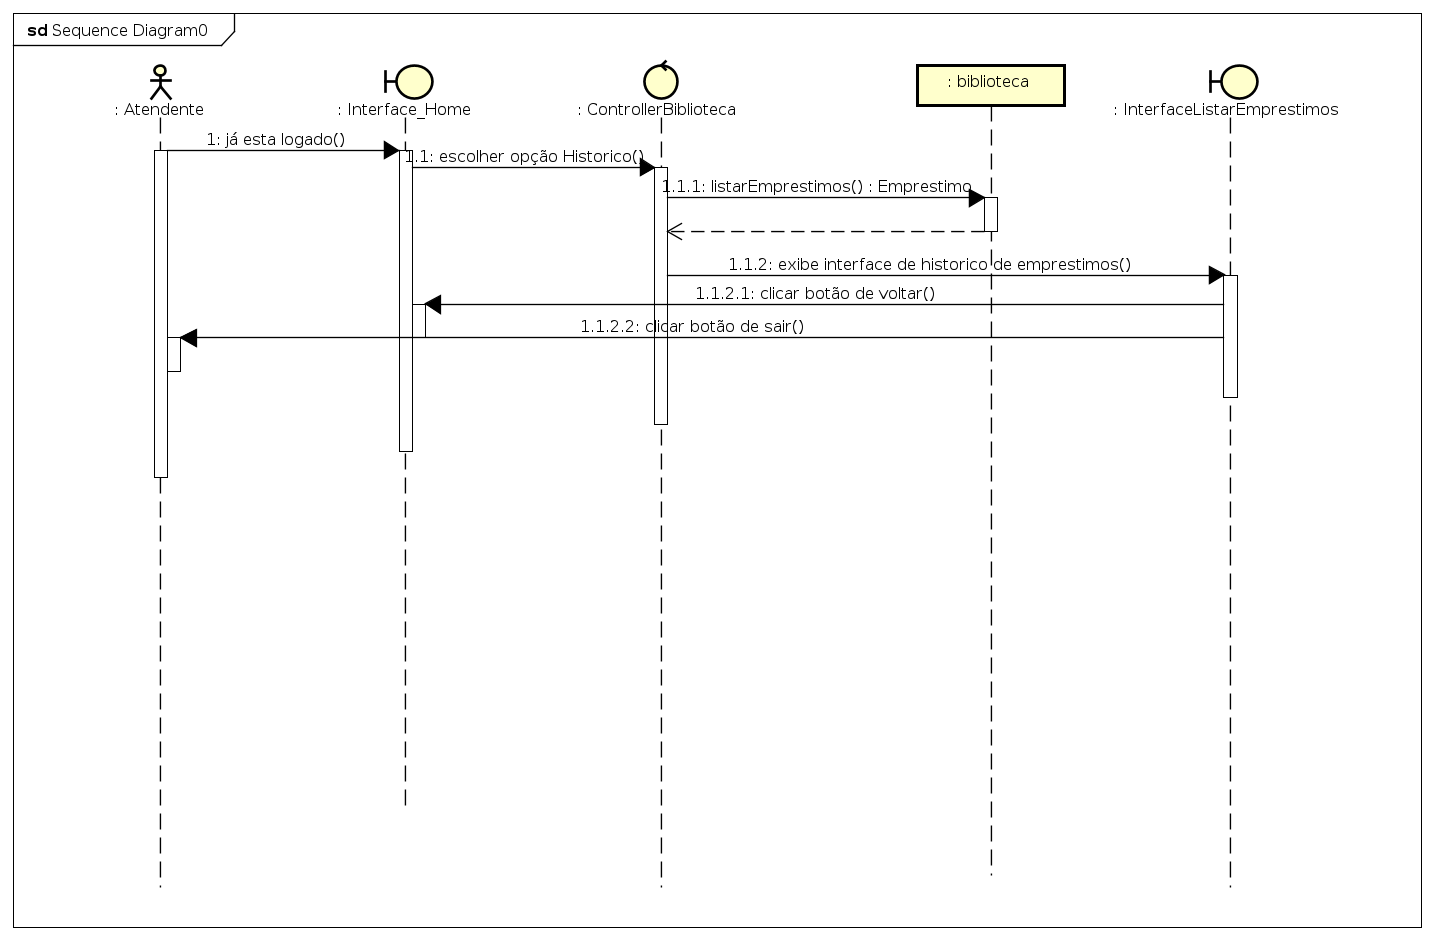 sd Sequence Diagram0
: Atendente
: Interface_Home
: ControllerBiblioteca
: biblioteca
: InterfaceListarEmprestimos
1: já esta logado()
1.1: escolher opção Historico()
1.1.1: listarEmprestimos() : Emprestimo
1.1.2: exibe interface de historico de emprestimos()
1.1.2.1: clicar botão de voltar()
1.1.2.2: clicar botão de sair()